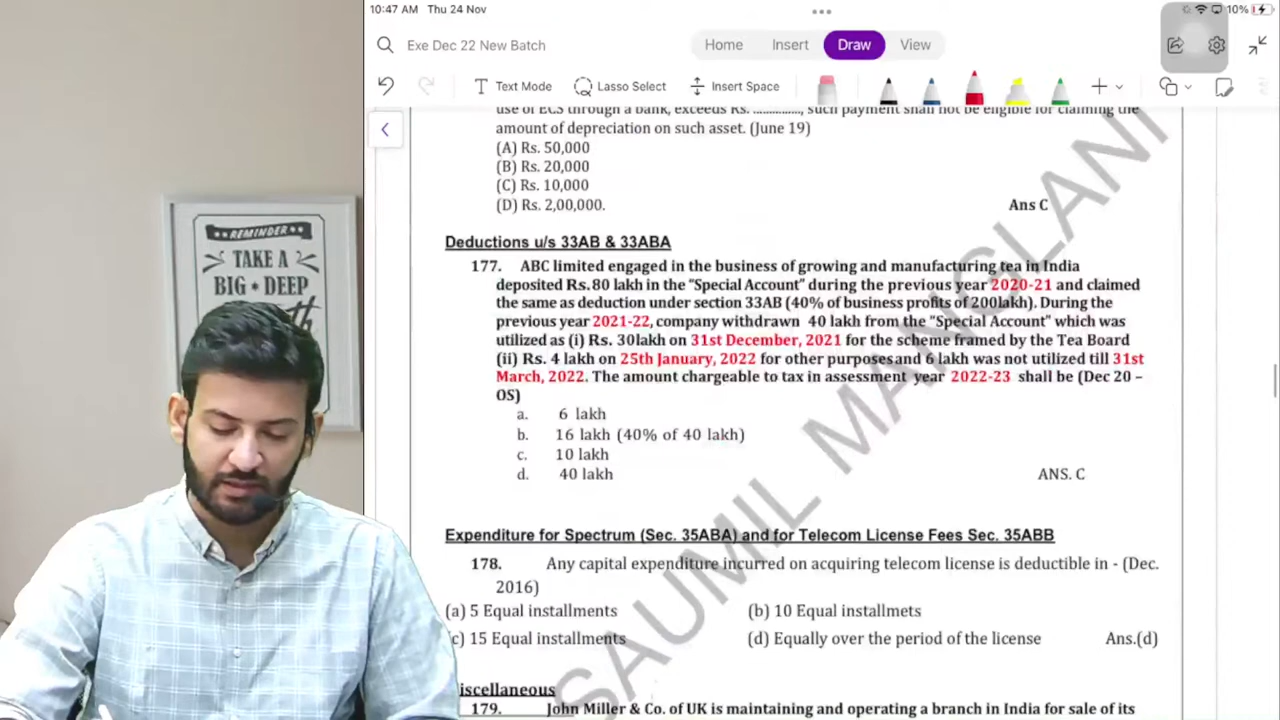 10:47 AM Thu 24 Nov
10%
Exe Dec 22 New Batch
Home Insert Draw View
Text Mode Lasso Select Insert Space
REMINDER
TAKE A
BIG DEEP
use of ECS through a bank, exceeds Rs. ............., such payment shall not be eligible for claiming the
amount of depreciation on such asset. (June 19)
(A) Rs. 50,000
(B) Rs. 20,000
(C) Rs. 10,000
(D) Rs. 2,00,000. Ans C
Deductions u/s 33AB & 33ABA
177. ABC limited engaged in the business of growing and manufacturing tea in India
deposited Rs. 80 lakh in the “Special Account” during the previous year 2020-21 and claimed
the same as deduction under section 33AB (40% of business profits of 200lakh). During the
previous year 2021-22, company withdrawn 40 lakh from the “Special Account” which was
utilized as (i) Rs. 30lakh on 31st December, 2021 for the scheme framed by the Tea Board
(ii) Rs. 4 lakh on 25th January, 2022 for other purposes and 6 lakh was not utilized till 31st
March, 2022. The amount chargeable to tax in assessment year 2022-23 shall be (Dec 20 –
OS)
a. 6 lakh
b. 16 lakh (40% of 40 lakh)
c. 10 lakh
d. 40 lakh ANS. C
Expenditure for Spectrum (Sec. 35ABA) and for Telecom License Fees Sec. 35ABB
178. Any capital expenditure incurred on acquiring telecom license is deductible in - (Dec.
2016)
(a) 5 Equal installments (b) 10 Equal installmets
c) 15 Equal installments (d) Equally over the period of the license Ans.(d)
iscellaneous
179. John Miller & Co. of UK is maintaining and operating a branch in India for sale of its
SAUMIL MANGLANI